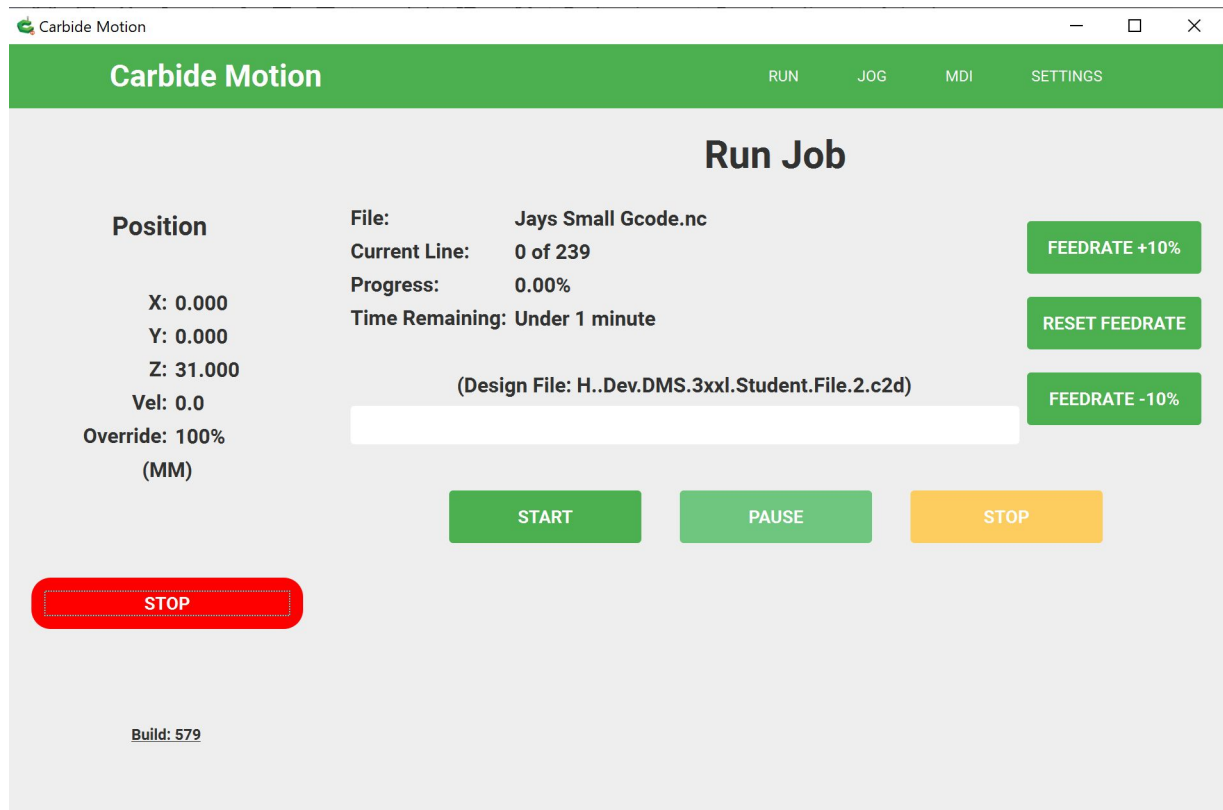 Carbide Motion
Carbide Motion
RUN
JOG
MDI
SETTINGS
Run Job
Position
X: 0.000
Y: 0.000
Z: 31.000
Vel: 0.0
Override: 100%
(MM)
STOP
Build: 579
File: Jays Small Gcode.nc
Current Line: 0 of 239
Progress: 0.00%
Time Remaining: Under 1 minute
(Design File: H..Dev.DMS.3xxl.Student.File.2.c2d)
START
PAUSE
STOP
FEEDRATE +10%
RESET FEEDRATE
FEEDRATE -10%